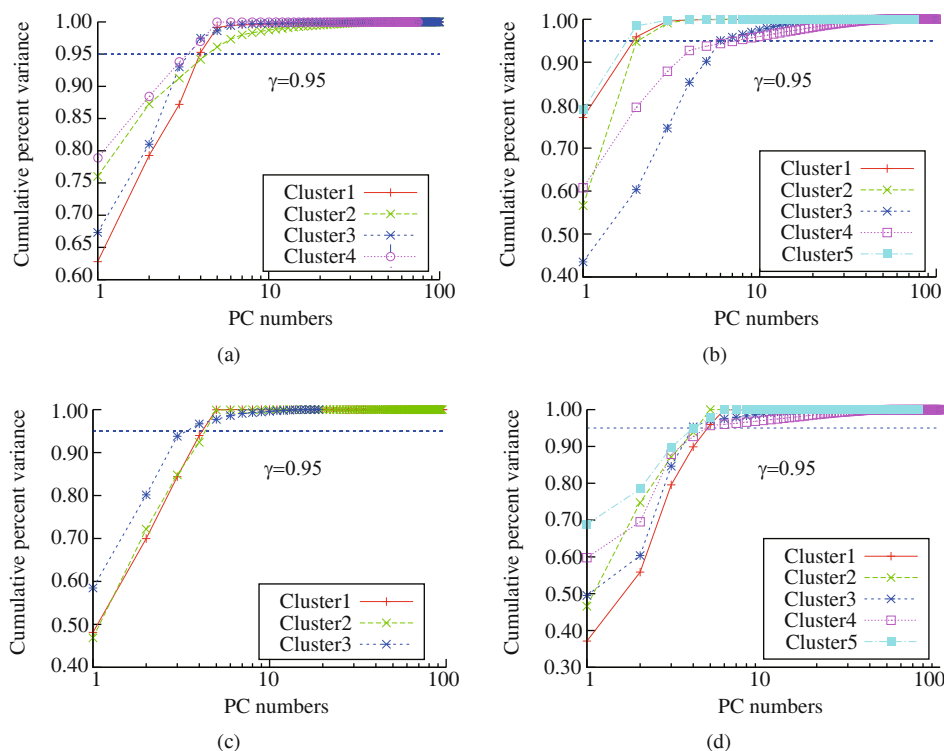 Cumulative percent variance
1.00
0.95
0.90
0.85
0.80
0.75
0.70
0.65
0.60
γ=0.95
Cluster1
Cluster2
Cluster3
Cluster4
1
10
100
PC numbers
(a)
Cumulative percent variance
1.00
0.90
0.80
0.70
0.60
0.50
0.40
γ=0.95
Cluster1
Cluster2
Cluster3
Cluster4
Cluster5
1
10
100
PC numbers
(b)
Cumulative percent variance
1.00
0.90
0.80
0.70
0.60
0.50
0.40
γ=0.95
Cluster1
Cluster2
Cluster3
1
10
100
PC numbers
(c)
Cumulative percent variance
1.00
0.90
0.80
0.70
0.60
0.50
0.40
0.30
γ=0.95
Cluster1
Cluster2
Cluster3
Cluster4
Cluster5
1
10
100
PC numbers
(d)